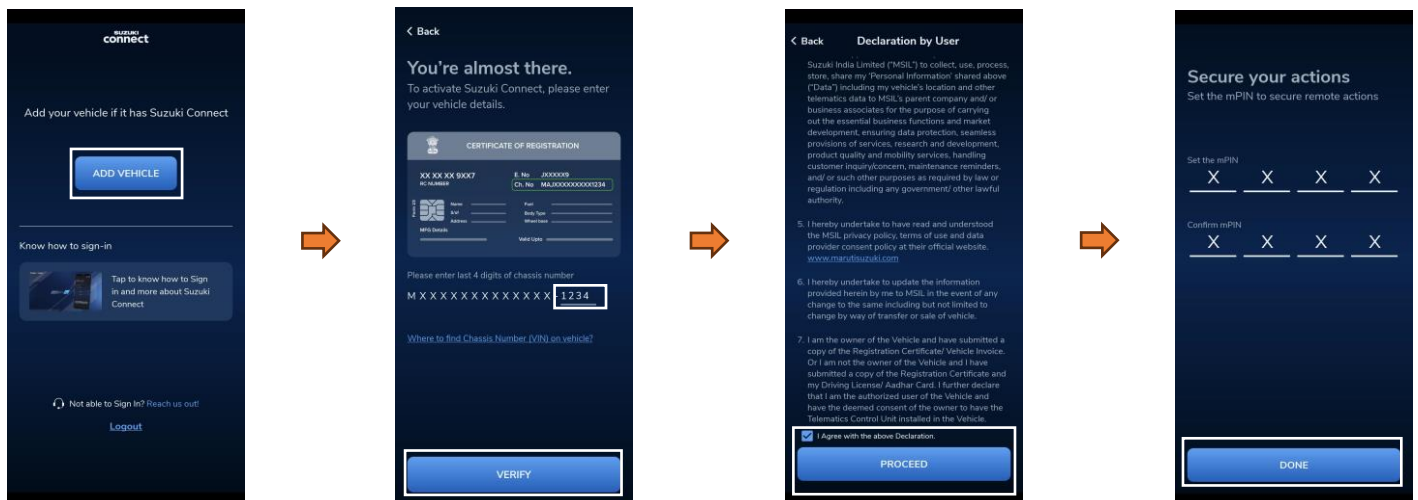 SUZUKI
connect
Add your vehicle if it has Suzuki Connect
ADD VEHICLE
Know how to sign-in
Tap to know how to Sign
in and more about Suzuki
Connect
Not able to Sign In? Reach us out!
Logout
< Back
You're almost there.
To activate Suzuki Connect, please enter
your vehicle details.
CERTIFICATE OF REGISTRATION
XX XX XX 9XX7
RC NUMBER
E. No JXXXXX9
Ch. No MAJXXXXXXXXXX1234
Form-23
Name
S/of
Address
MFG Details
Fuel
Body Type
Wheel base
Valid Upto
Please enter last 4 digits of chassis number
M X X X X X X X X X X X X X X - 1234
Where to find Chassis Number (VIN) on vehicle?
VERIFY
< Back Declaration by User
Suzuki India Limited ("MSIL") to collect, use, process,
store, share my 'Personal Information' shared above
("Data") including my vehicle's location and other
telematics data to MSIL's parent company and/ or
business associates for the purpose of carrying
out the essential business functions and market
development, ensuring data protection, seamless
provisions of services, research and development,
product quality and mobility services, handling
customer inquiry/concern, maintenance reminders,
and/ or such other purposes as required by law or
regulation including any government/ other lawful
authority.
5. I hereby undertake to have read and understood
the MSIL privacy policy, terms of use and data
provider consent policy at their official website.
www.marutisuzuki.com
6. I hereby undertake to update the information
provided herein by me to MSIL in the event of any
change to the same including but not limited to
change by way of transfer or sale of vehicle.
7. I am the owner of the Vehicle and have submitted a
copy of the Registration Certificate/ Vehicle Invoice.
Or I am not the owner of the Vehicle and I have
submitted a copy of the Registration Certificate and
my Driving License/ Aadhar Card. I further declare
that I am the authorized user of the Vehicle and
have the deemed consent of the owner to have the
Telematics Control Unit installed in the Vehicle.
I Agree with the above Declaration.
PROCEED
Secure your actions
Set the mPIN to secure remote actions
Set the mPIN
X X X X
Confirm mPIN
X X X X
DONE